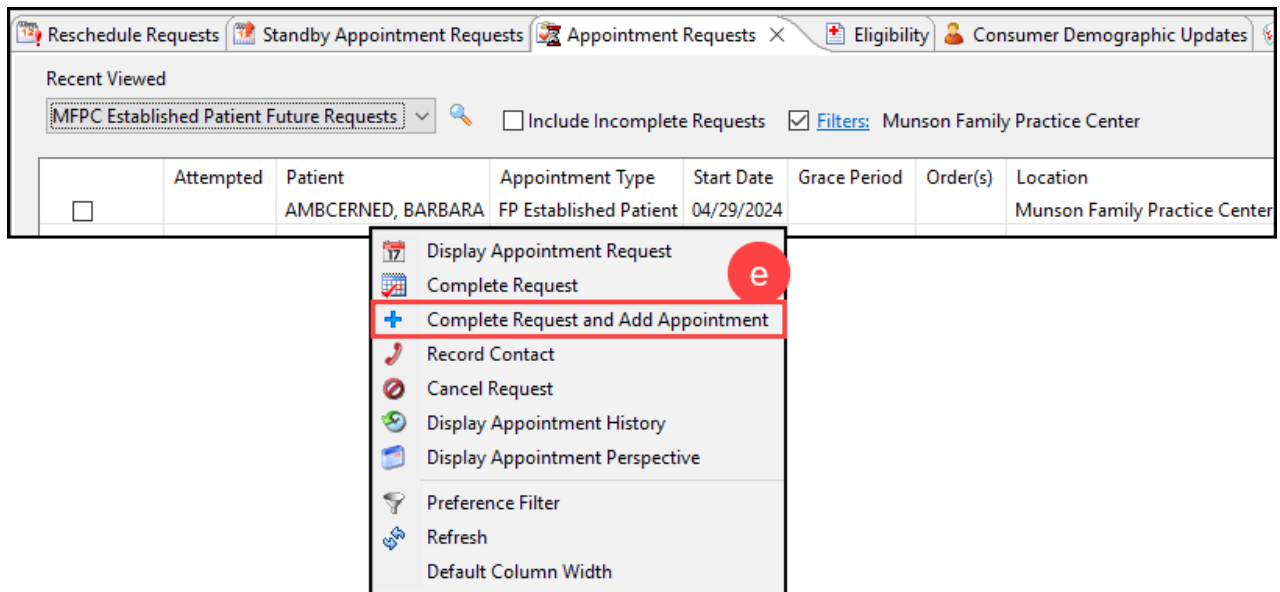 Reschedule Requests Standby Appointment Requests Appointment Requests Eligibility Consumer Demographic Updates
Recent Viewed
MFPC Established Patient Future Requests Include Incomplete Requests Filters: Munson Family Practice Center
Attempted Patient Appointment Type Start Date Grace Period Order(s) Location
AMBCERNED, BARBARA FP Established Patient 04/29/2024 Munson Family Practice Center
17 Display Appointment Request
e
Complete Request
Complete Request and Add Appointment
Record Contact
Cancel Request
Display Appointment History
Display Appointment Perspective
Preference Filter
Refresh
Default Column Width